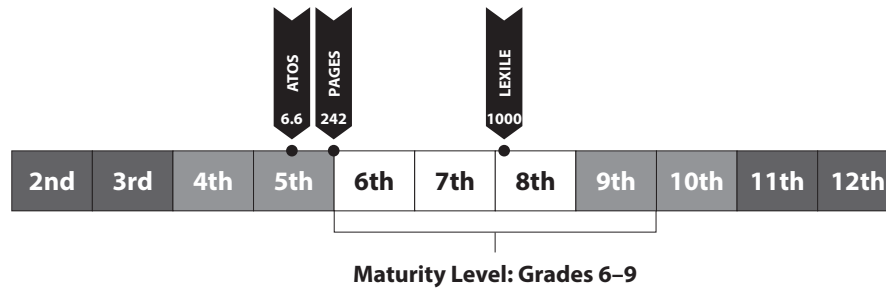 ATOS
6.6
PAGES
242
LEXILE
1000
2nd 3rd 4th 5th 6th 7th 8th 9th 10th 11th 12th
Maturity Level: Grades 6–9